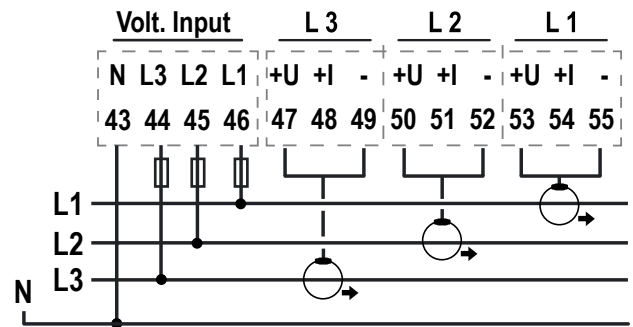 Volt. Input L 3 L 2 L 1
N L3 L2 L1 +U +I - +U +I - +U +I -
43 44 45 46 47 48 49 50 51 52 53 54 55
L1
L2
L3
N